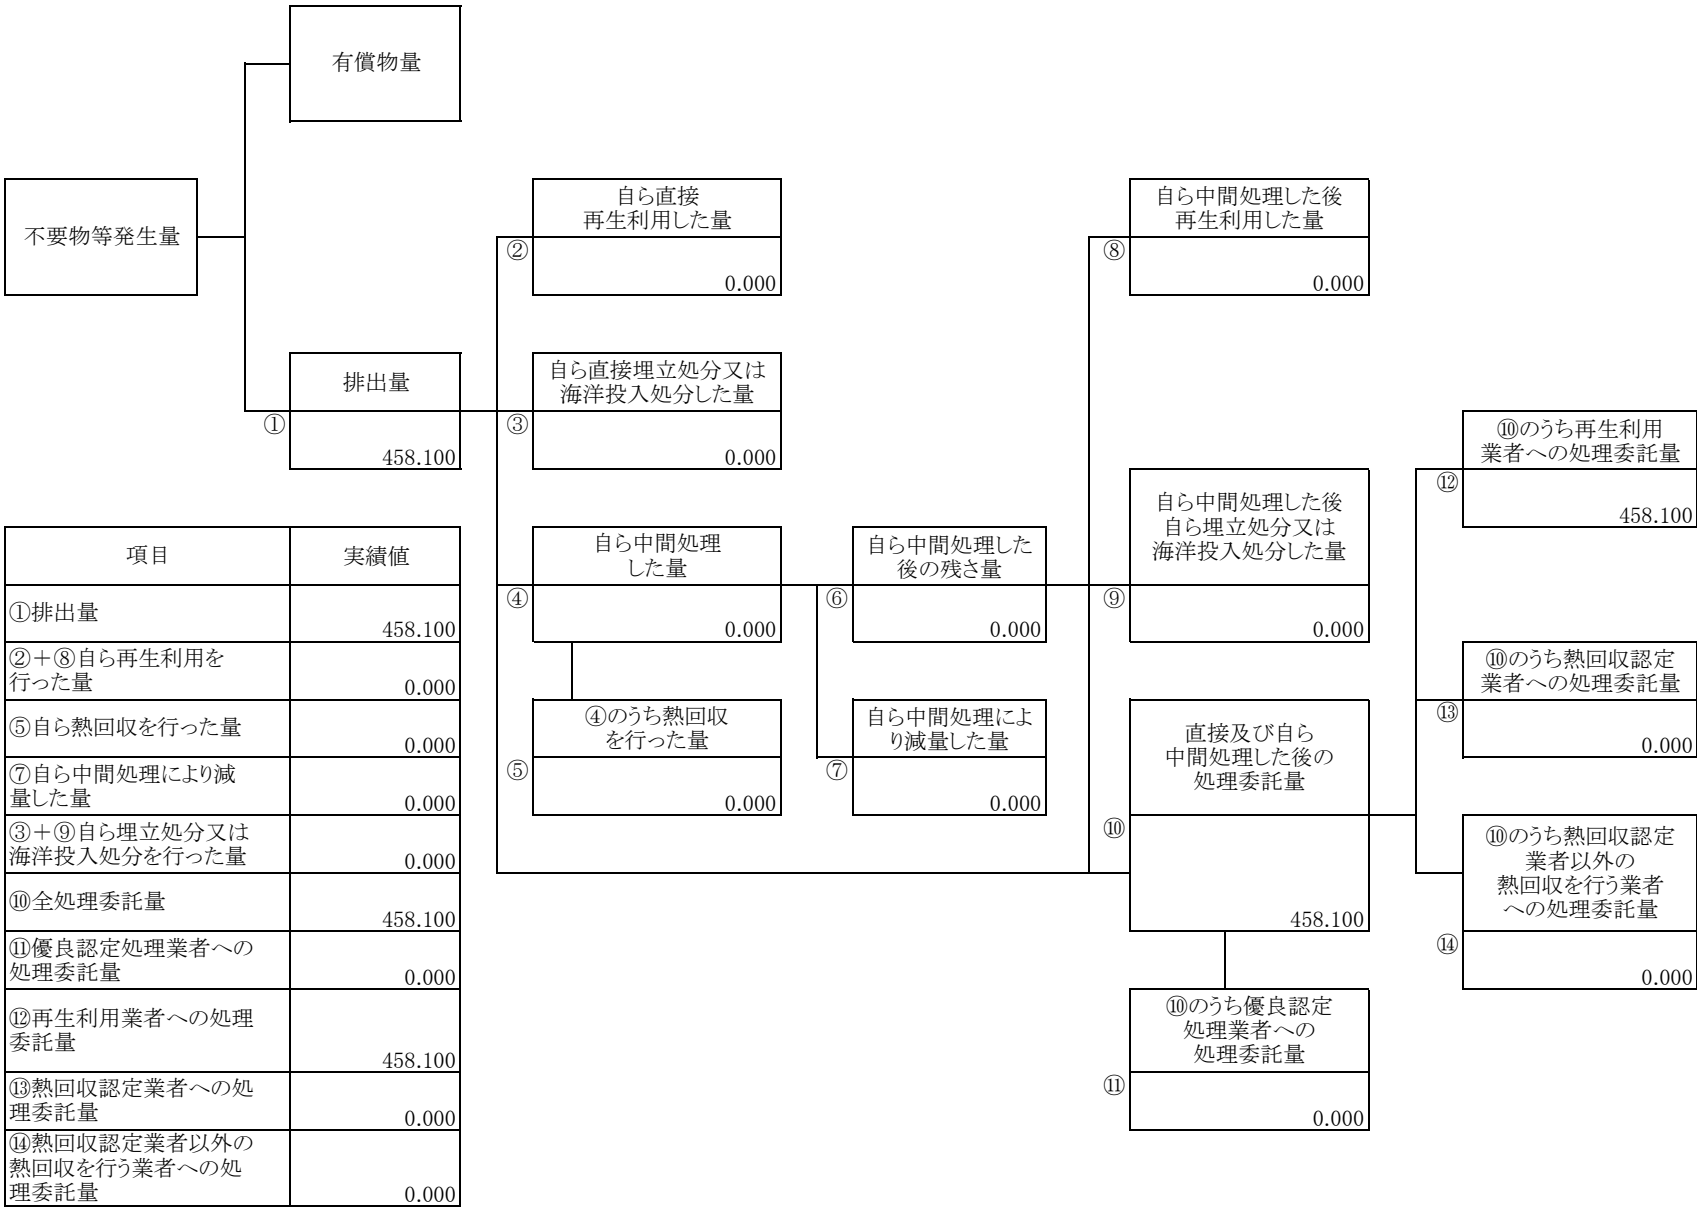 有償物量
不要物等発生量
自ら直接
再生利用した量
②
0.000
自ら中間処理した後
再生利用した量
⑧
0.000
排出量
①
458.100
自ら直接埋立処分又は
海洋投入処分した量
③
0.000
⑩のうち再生利用
業者への処理委託量
⑫
458.100
自ら中間処理
した量
④
0.000
自ら中間処理した
後の残さ量
⑥
0.000
自ら中間処理した後
自ら埋立処分又は
海洋投入処分した量
⑨
0.000
⑩のうち熱回収認定
業者への処理委託量
⑬
0.000
④のうち熱回収
を行った量
⑤
0.000
自ら中間処理によ
り減量した量
⑦
0.000
直接及び自ら
中間処理した後の
処理委託量
⑩
458.100
⑩のうち熱回収認定
業者以外の
熱回収を行う業者
への処理委託量
⑭
0.000
⑩のうち優良認定
処理業者への
処理委託量
⑪
0.000
項目 実績値
①排出量
458.100
②+⑧自ら再生利用を
行った量 0.000
⑤自ら熱回収を行った量
0.000
⑦自ら中間処理により減
量した量 0.000
③+⑨自ら埋立処分又は
海洋投入処分を行った量 0.000
⑩全処理委託量
458.100
⑪優良認定処理業者への
処理委託量 0.000
⑫再生利用業者への処理
委託量
458.100
⑬熱回収認定業者への処
理委託量 0.000
⑭熱回収認定業者以外の
熱回収を行う業者への処
理委託量 0.000